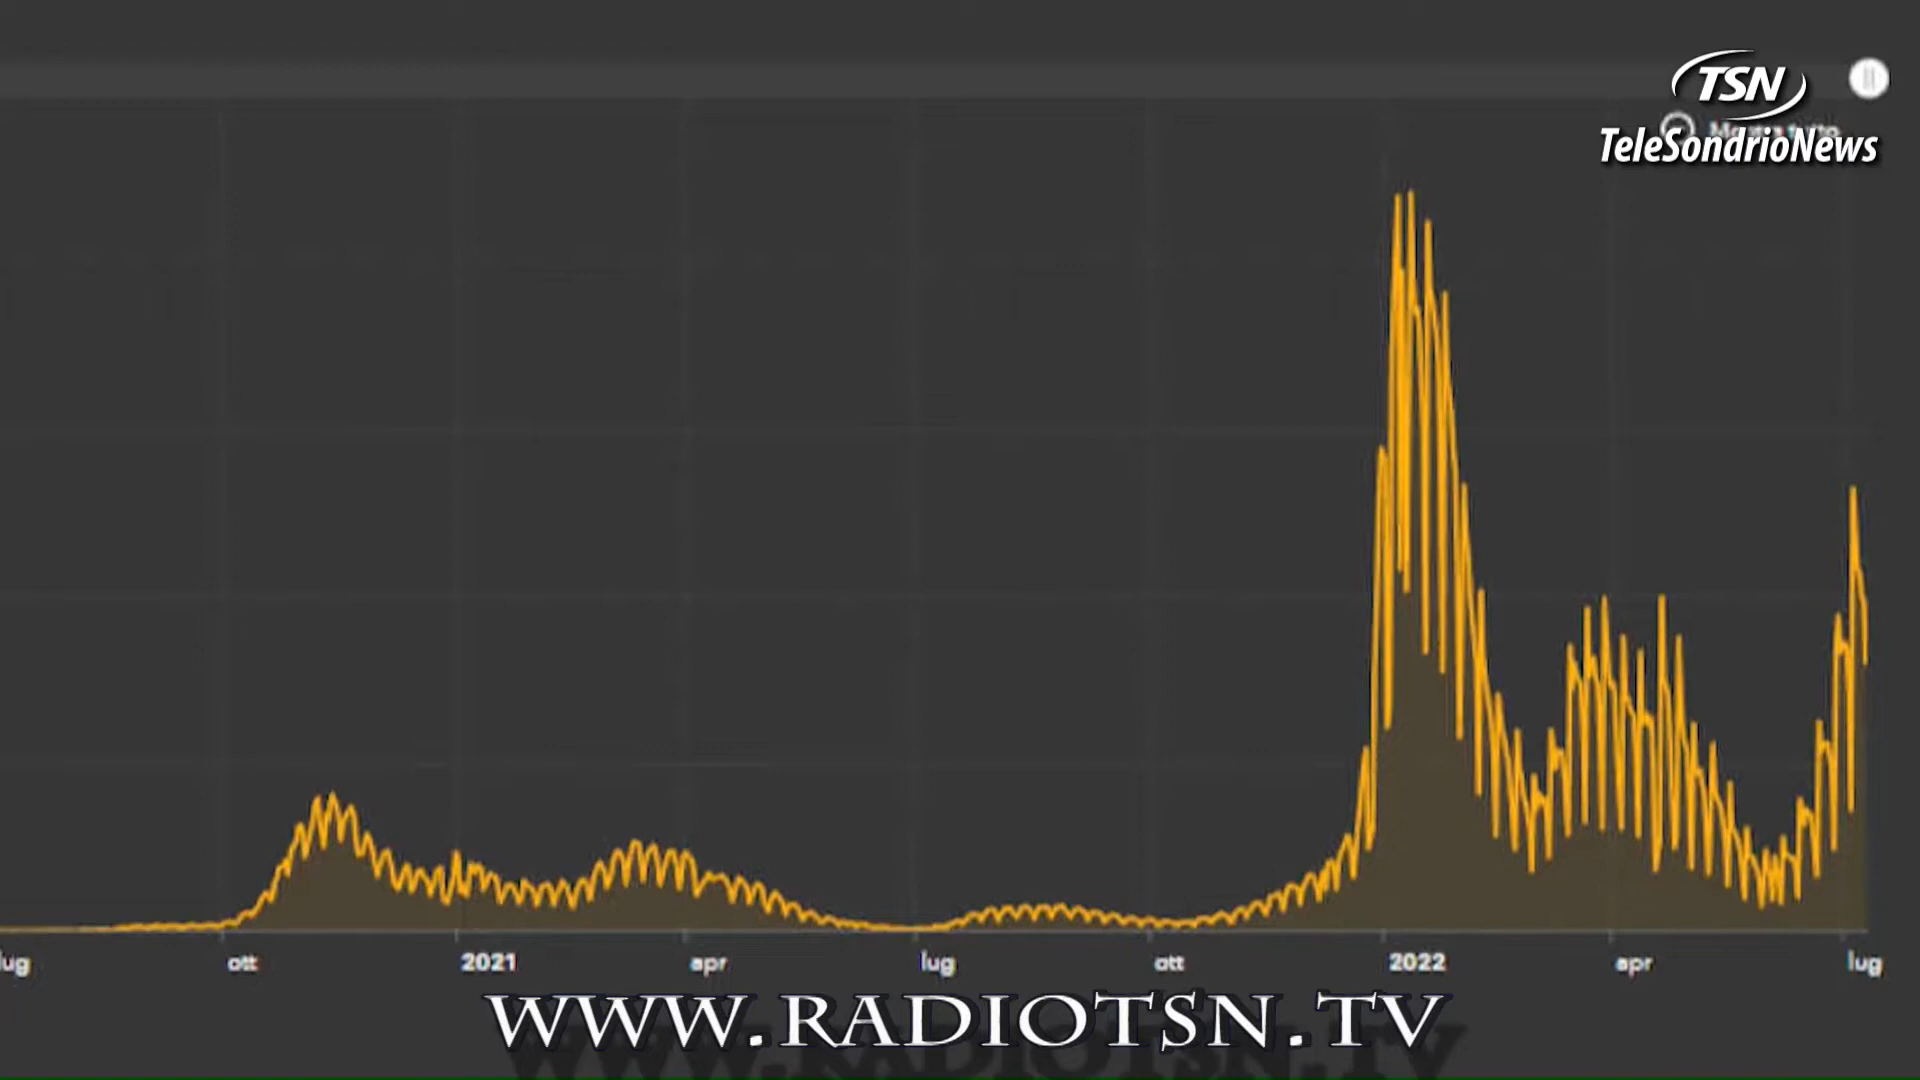 TSN
TeleSondrioNews
lug ott 2021 apr lug ott 2022 apr lug
WWW.RADIOTSN.TV